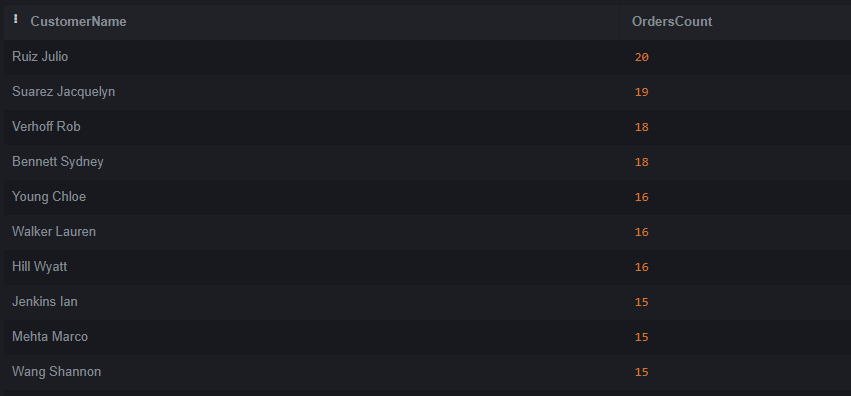 CustomerName OrdersCount
Ruiz Julio 20
Suarez Jacquelyn 19
Verhoff Rob 18
Bennett Sydney 18
Young Chloe 16
Walker Lauren 16
Hill Wyatt 16
Jenkins Ian 15
Mehta Marco 15
Wang Shannon 15